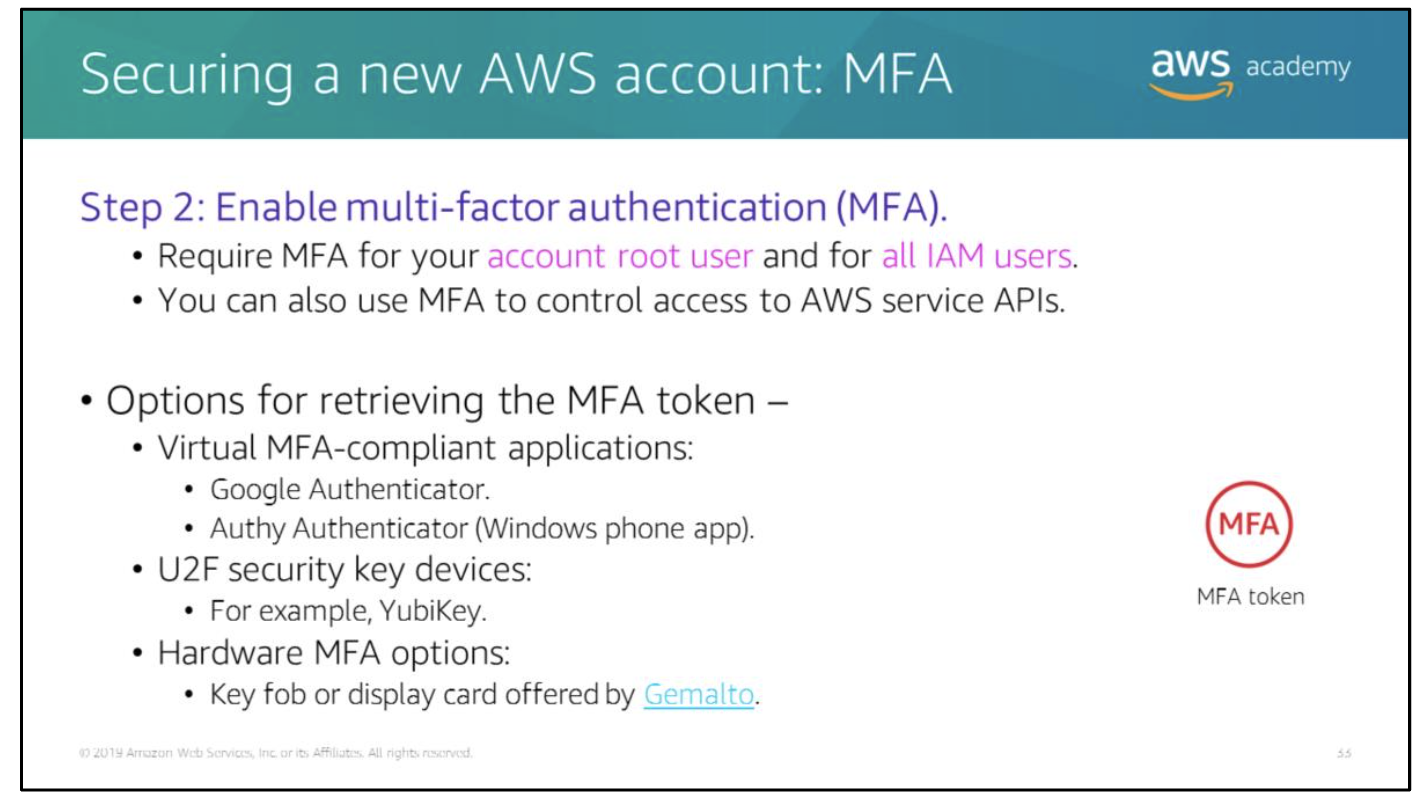 Securing a new AWS account: MFA
aws academy
Step 2: Enable multi-factor authentication (MFA).
• Require MFA for your account root user and for all IAM users.
• You can also use MFA to control access to AWS service APIs.
• Options for retrieving the MFA token –
• Virtual MFA-compliant applications:
• Google Authenticator.
• Authy Authenticator (Windows phone app).
• U2F security key devices:
• For example, YubiKey.
• Hardware MFA options:
• Key fob or display card offered by Gemalto.
MFA
MFA token
© 2019 Amazon Web Services, Inc. or its Affiliates. All rights reserved.
33